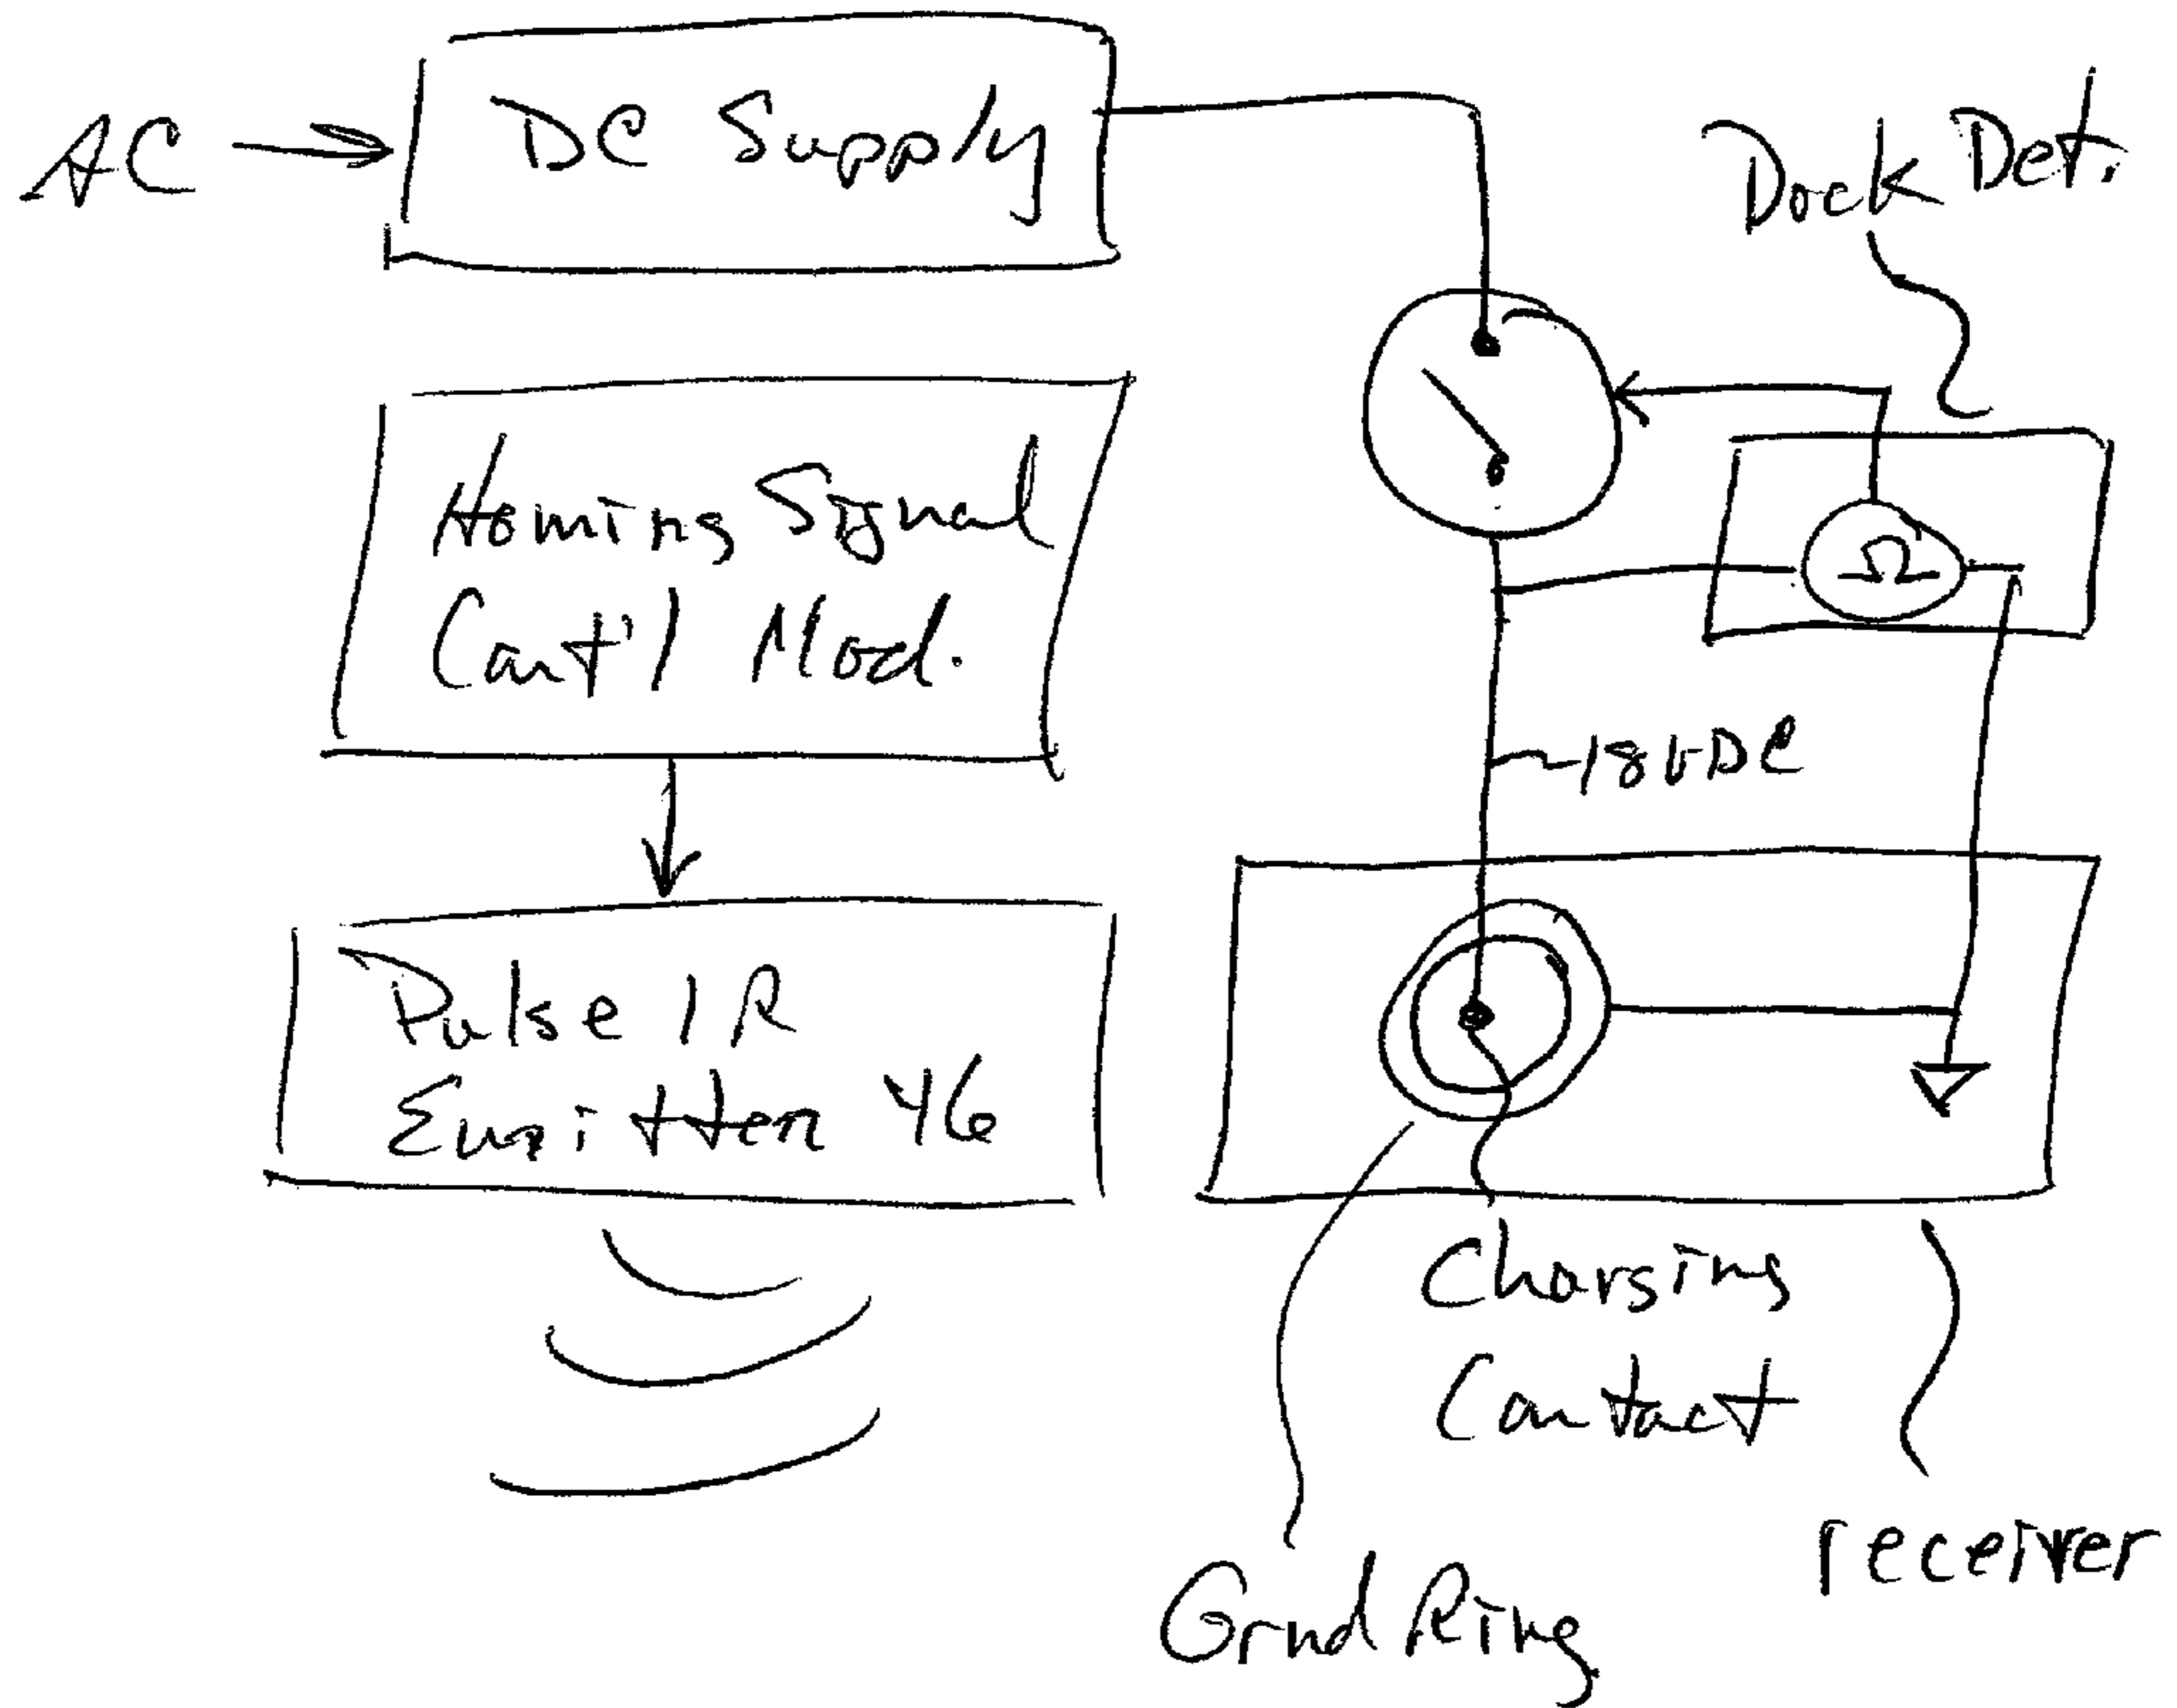 AC
DC Supply
Dock Det.
Homing Signal
Cont'l Mod.
Ω
~18VDC
Pulse IR
Emitter 46
Charging
Contact
receiver
Grnd Ring